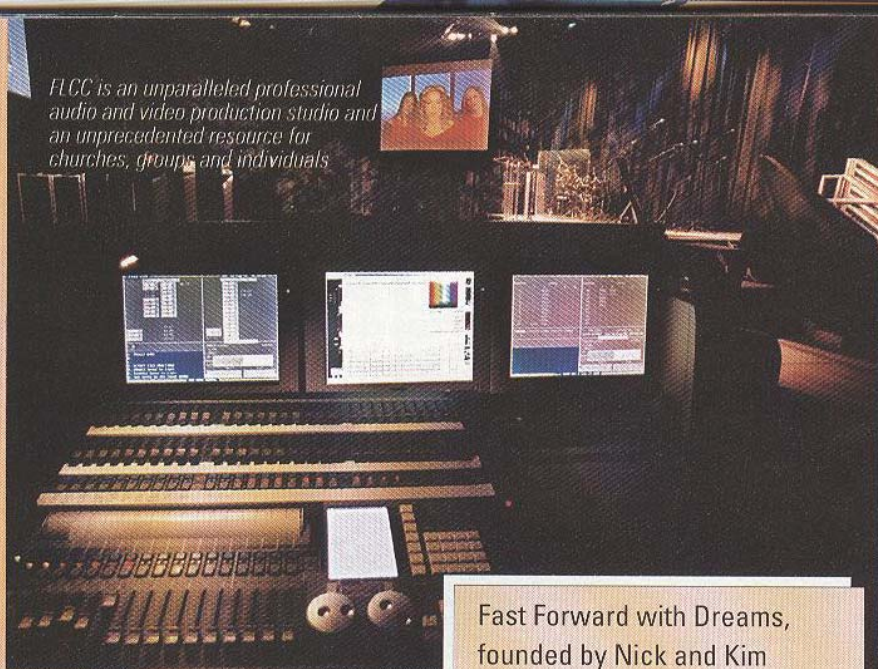 FLCC is an unparalleled professional
audio and video production studio and
an unprecedented resource for
churches, groups and individuals
Fast Forward with Dreams,
founded by Nick and Kim